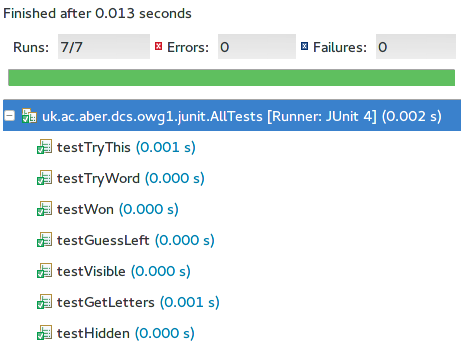 Finished after 0.013 seconds
Runs: 7/7 Errors: 0 Failures: 0
uk.ac.aber.dcs.owg1.junit.AllTests [Runner: JUnit 4] (0.002 s)
testTryThis (0.001 s)
testTryWord (0.000 s)
testWon (0.000 s)
testGuessLeft (0.000 s)
testVisible (0.000 s)
testGetLetters (0.001 s)
testHidden (0.000 s)